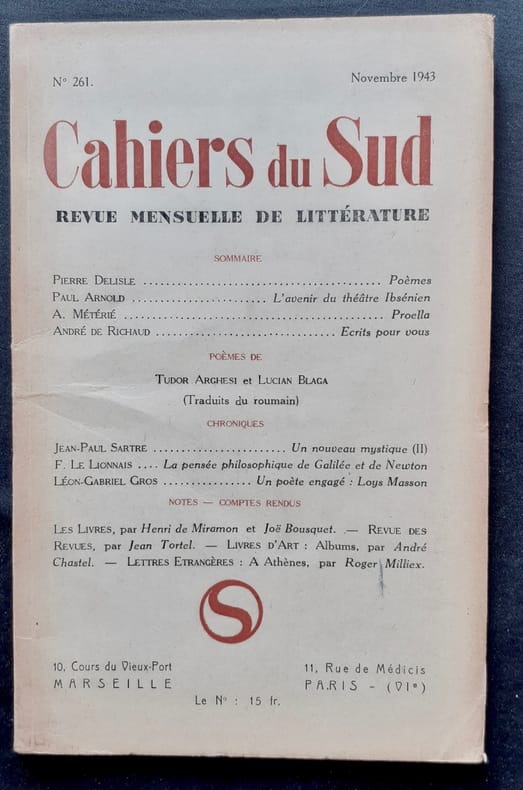 N° 261.
Novembre 1943
Cahiers du Sud
REVUE MENSUELLE DE LITTÉRATURE
SOMMAIRE
PIERRE DELISLE ........................................ Poèmes
PAUL ARNOLD ....................... L'avenir du théâtre Ibsénien
A. MÉTÉRIÉ ............................................ Proella
ANDRÉ DE RICHAUD ............................... Ecrits pour vous
POÈMES DE
TUDOR ARGHESI et LUCIAN BLAGA
(Traduits du roumain)
CHRONIQUES
JEAN-PAUL SARTRE ....................... Un nouveau mystique (II)
F. LE LIONNAIS .... La pensée philosophique de Galilée et de Newton
LÉON-GABRIEL GROS ............... Un poète engagé : Loys Masson
NOTES — COMPTES RENDUS
LES LIVRES, par Henri de Miramon et Joë Bousquet. — REVUE DES
REVUES, par Jean Tortel. — LIVRES D'ART : Albums, par André
Chastel. — LETTRES ETRANGÈRES : A Athènes, par Roger Milliex.
S
10, Cours du Vieux-Port
MARSEILLE
11, Rue de Médicis
PARIS - (VIe)
Le N° : 15 fr.